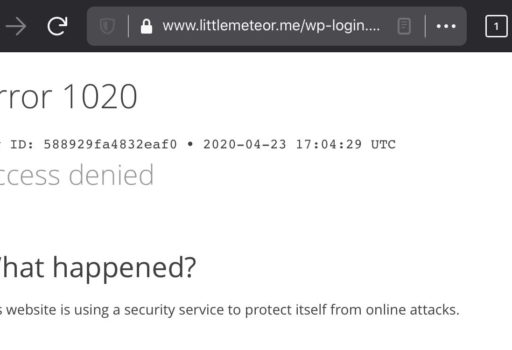 www.littlemeteor.me/wp-login....
1
rror 1020
ID: 588929fa4832eaf0 • 2020-04-23 17:04:29 UTC
ccess denied
hat happened?
s website is using a security service to protect itself from online attacks.